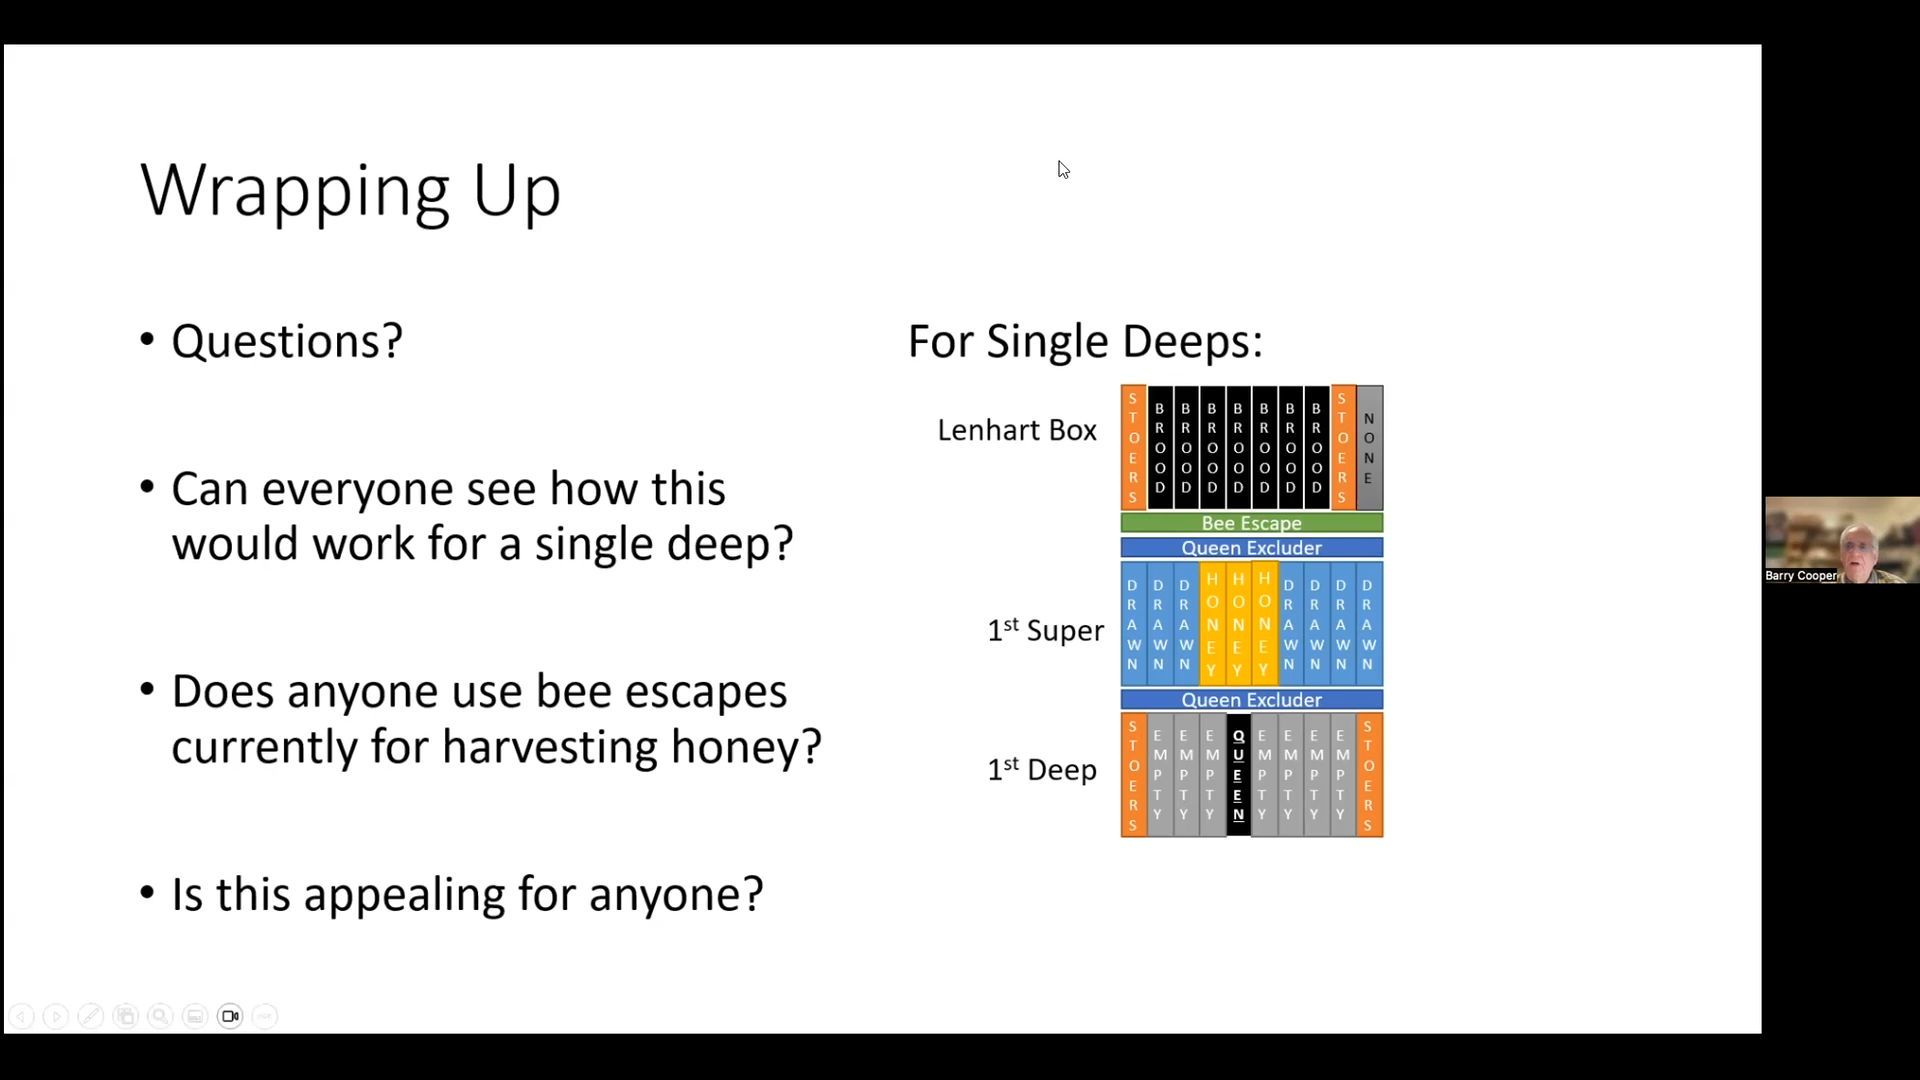 Wrapping Up
• Questions?
• Can everyone see how this
would work for a single deep?
• Does anyone use bee escapes
currently for harvesting honey?
• Is this appealing for anyone?
For Single Deeps:
Lenhart Box
STOERS BROOD BROOD BROOD BROOD BROOD BROOD BROOD STOERS NONE
Bee Escape
Queen Excluder
1st Super
DRAWN DRAWN DRAWN HONEY HONEY HONEY DRAWN DRAWN DRAWN DRAWN
Queen Excluder
1st Deep
STOERS EMPTY EMPTY EMPTY QUEEN EMPTY EMPTY EMPTY EMPTY STOERS
Barry Cooper